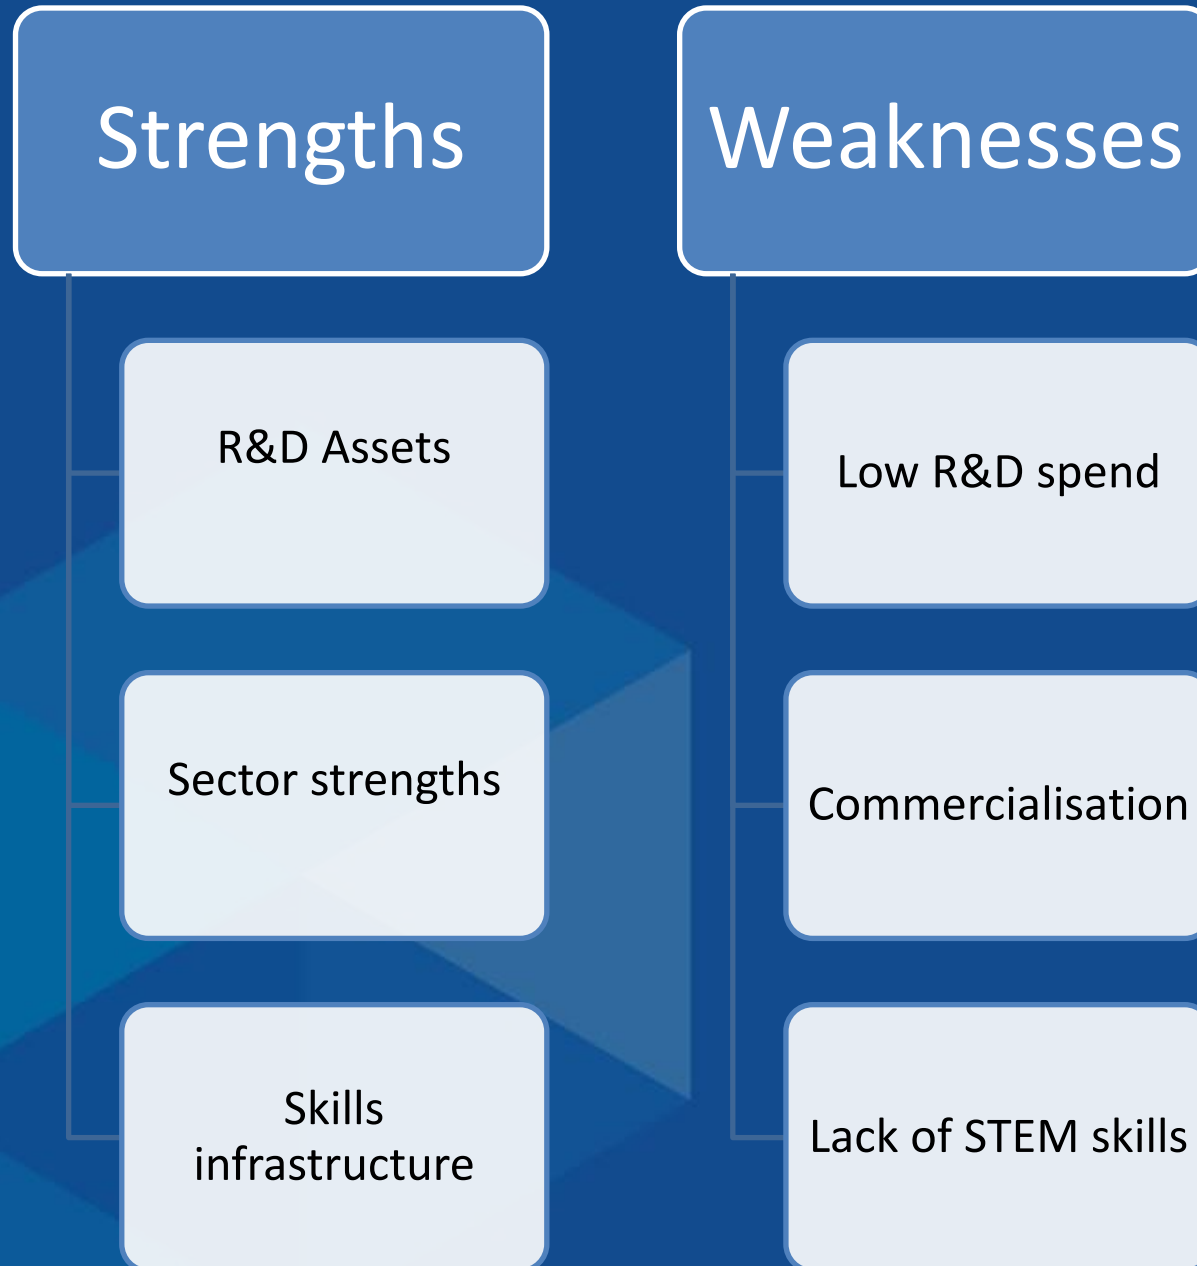 Strengths
R&D Assets
Sector strengths
Skills
infrastructure
Weaknesses
Low R&D spend
Commercialisation
Lack of STEM skills